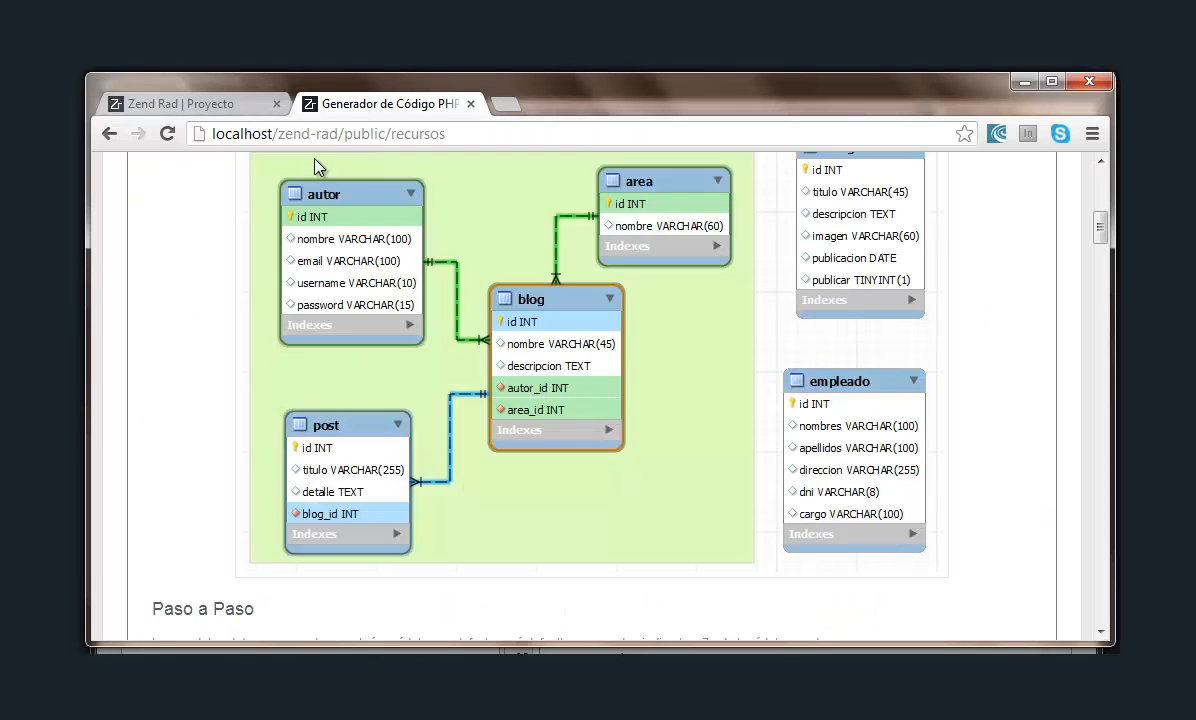 Zend Rad | Proyecto
Generador de Código PHP
localhost/zend-rad/public/recursos
autor
id INT
nombre VARCHAR(100)
email VARCHAR(100)
username VARCHAR(10)
password VARCHAR(15)
Indexes
area
id INT
nombre VARCHAR(60)
Indexes
id INT
titulo VARCHAR(45)
descripcion TEXT
imagen VARCHAR(60)
publicacion DATE
publicar TINYINT(1)
Indexes
blog
id INT
nombre VARCHAR(45)
descripcion TEXT
autor_id INT
area_id INT
Indexes
post
id INT
titulo VARCHAR(255)
detalle TEXT
blog_id INT
Indexes
empleado
id INT
nombres VARCHAR(100)
apellidos VARCHAR(100)
direccion VARCHAR(255)
dni VARCHAR(8)
cargo VARCHAR(100)
Indexes
Paso a Paso